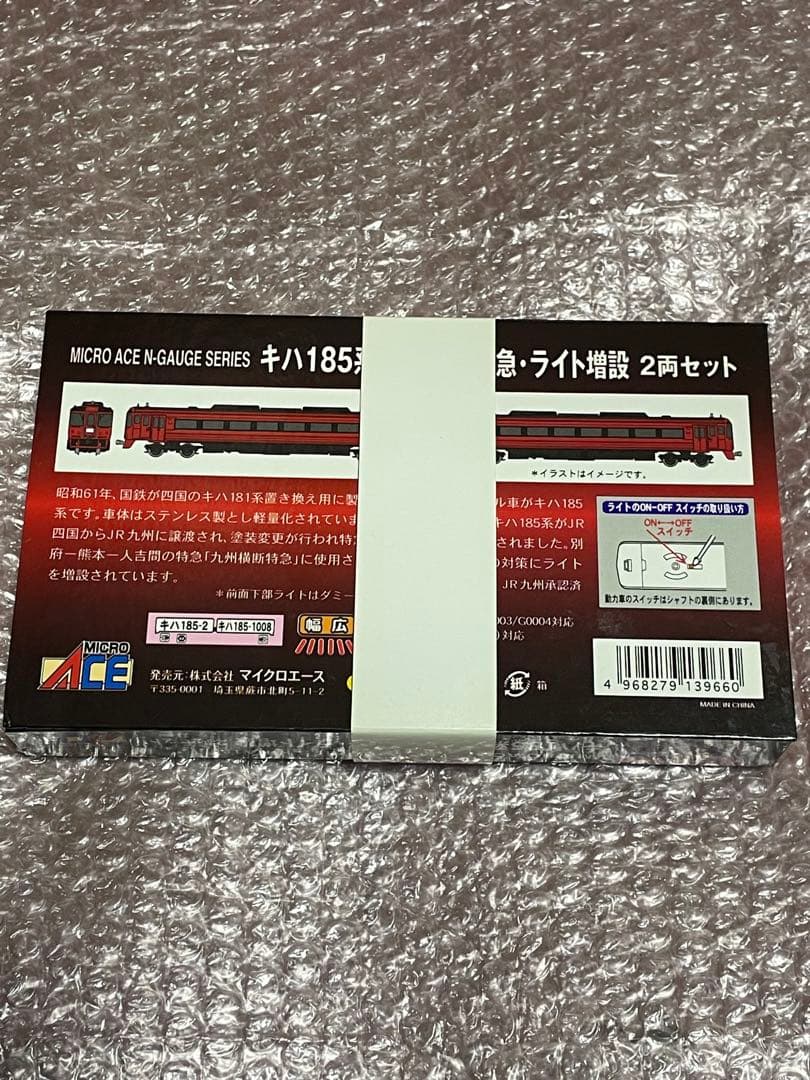 MICRO ACE N-GAUGE SERIES キハ185系 急・ライト増設 2両セット
*イラストはイメージです。
昭和61年、国鉄が四国のキハ181系置き換え用に製 ル車がキハ185
系です。車体はステンレス製とし軽量化されていま キハ185系がJR
四国からJR九州に譲渡され、塗装変更が行われ特 されました。別
府ー熊本ー人吉間の特急「九州横断特急」に使用さ 対策にライト
を増設されています。 JR九州承認済
*前面下部ライトはダミー
ライトのON-OFF スイッチの取り扱い方
ON←→OFF
スイッチ
動力車のスイッチはシャフトの裏側にあります。
キハ185-2 キハ185-1008
幅広
003/G0004対応
)対応
MICRO
ACE
発売元:株式会社 マイクロエース
〒335-0001 埼玉県蕨市北町5-11-2
紙 箱
4 968279 139660
MADE IN CHINA